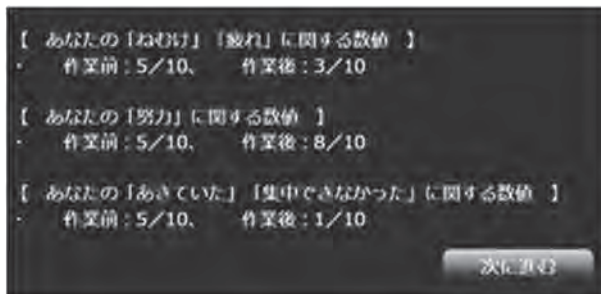 【 あなたの「ねむけ」「疲れ」に関する数値 】
・ 作業前：5／10、 作業後：3／10
【 あなたの「努力」に関する数値 】
・ 作業前：5／10、 作業後：8／10
【 あなたの「あきていた」「集中できなかった」に関する数値 】
・ 作業前：5／10、 作業後：1／10
次に進む